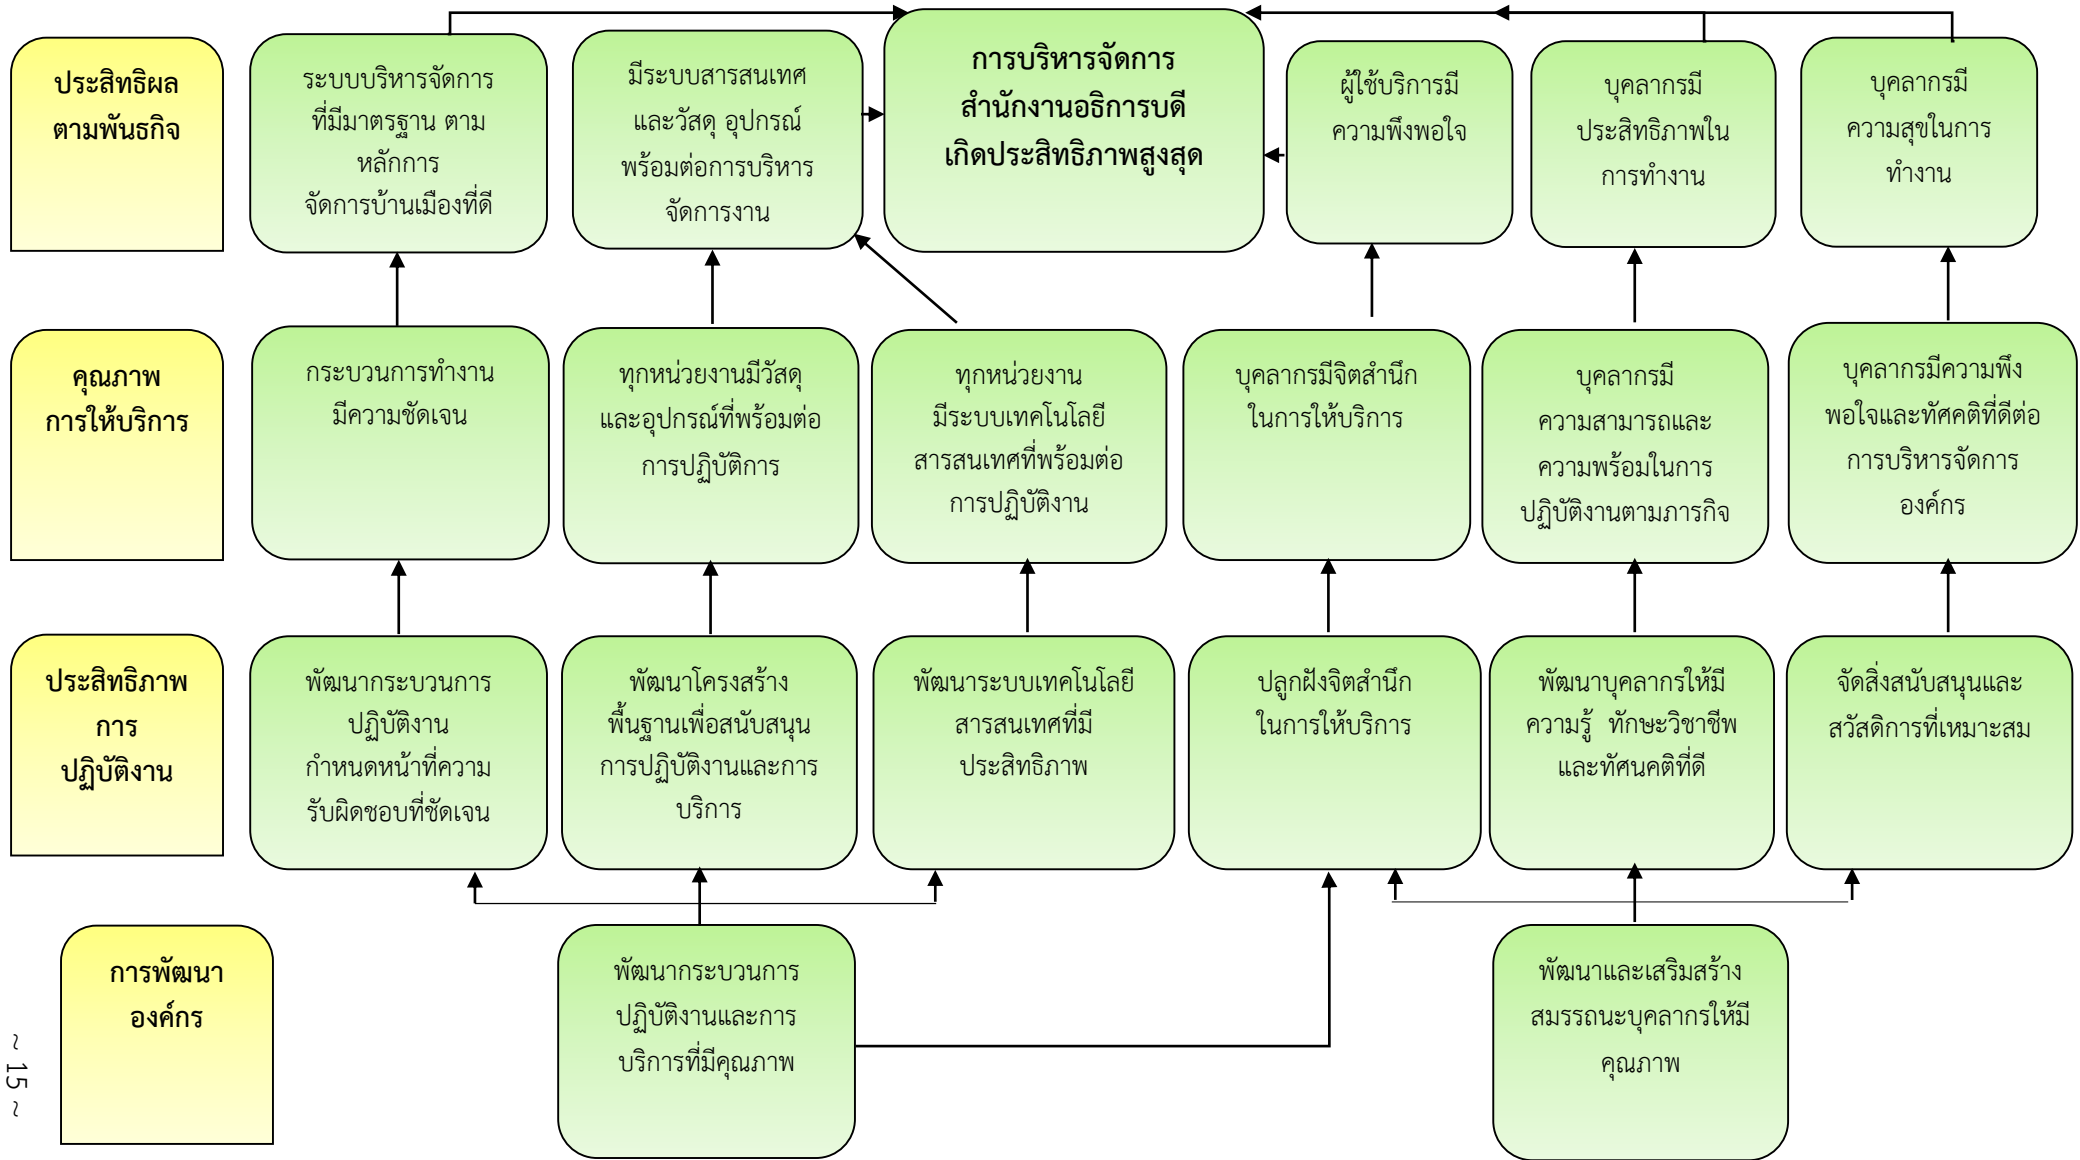 ประสิทธิผล
ตามพันธกิจ
ระบบบริหารจัดการ
ที่มีมาตรฐาน ตาม
หลักการ
จัดการบ้านเมืองที่ดี
มีระบบสารสนเทศ
และวัสดุ อุปกรณ์
พร้อมต่อการบริหาร
จัดการงาน
การบริหารจัดการ
สำนักงานอธิการบดี
เกิดประสิทธิภาพสูงสุด
ผู้ใช้บริการมี
ความพึงพอใจ
บุคลากรมี
ประสิทธิภาพใน
การทำงาน
บุคลากรมี
ความสุขในการ
ทำงาน
คุณภาพ
การให้บริการ
กระบวนการทำงาน
มีความชัดเจน
ทุกหน่วยงานมีวัสดุ
และอุปกรณ์ที่พร้อมต่อ
การปฏิบัติการ
ทุกหน่วยงาน
มีระบบเทคโนโลยี
สารสนเทศที่พร้อมต่อ
การปฏิบัติงาน
บุคลากรมีจิตสำนึก
ในการให้บริการ
บุคลากรมี
ความสามารถและ
ความพร้อมในการ
ปฏิบัติงานตามภารกิจ
บุคลากรมีความพึง
พอใจและทัศคติที่ดีต่อ
การบริหารจัดการ
องค์กร
ประสิทธิภาพ
การ
ปฏิบัติงาน
พัฒนากระบวนการ
ปฏิบัติงาน
กำหนดหน้าที่ความ
รับผิดชอบที่ชัดเจน
พัฒนาโครงสร้าง
พื้นฐานเพื่อสนับสนุน
การปฏิบัติงานและการ
บริการ
พัฒนาระบบเทคโนโลยี
สารสนเทศที่มี
ประสิทธิภาพ
ปลูกฝังจิตสำนึก
ในการให้บริการ
พัฒนาบุคลากรให้มี
ความรู้ ทักษะวิชาชีพ
และทัศนคติที่ดี
จัดสิ่งสนับสนุนและ
สวัสดิการที่เหมาะสม
การพัฒนา
องค์กร
พัฒนากระบวนการ
ปฏิบัติงานและการ
บริการที่มีคุณภาพ
พัฒนาและเสริมสร้าง
สมรรถนะบุคลากรให้มี
คุณภาพ
~ 15 ~